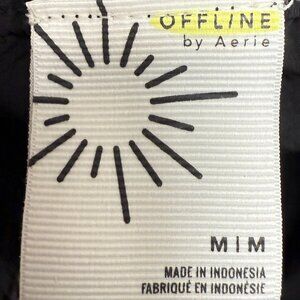 OFFLINE
by Aerie
M | M
MADE IN INDONESIA
FABRIQUÉ EN INDONÉSIE